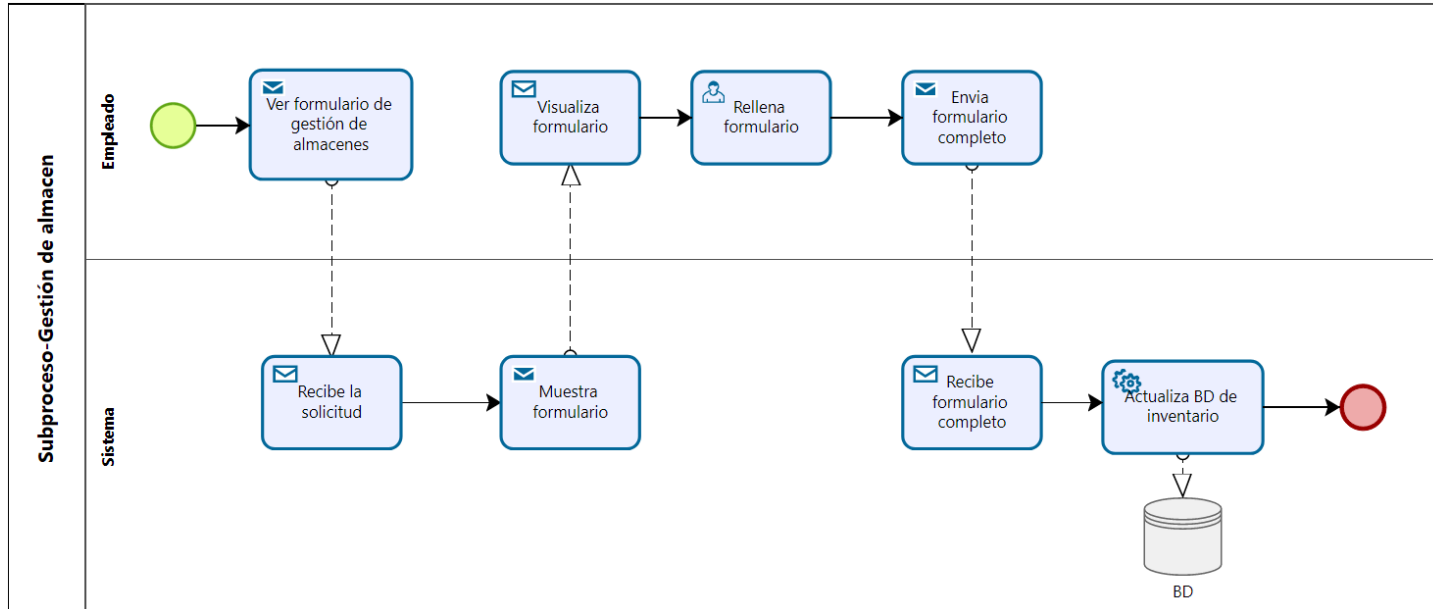 Subproceso-Gestión de almacen
Empleado
Ver formulario de
gestión de
almacenes
Visualiza
formulario
Rellena
formulario
Envia
formulario
completo
Sistema
Recibe la
solicitud
Muestra
formulario
Recibe
formulario
completo
Actualiza BD de
inventario
BD